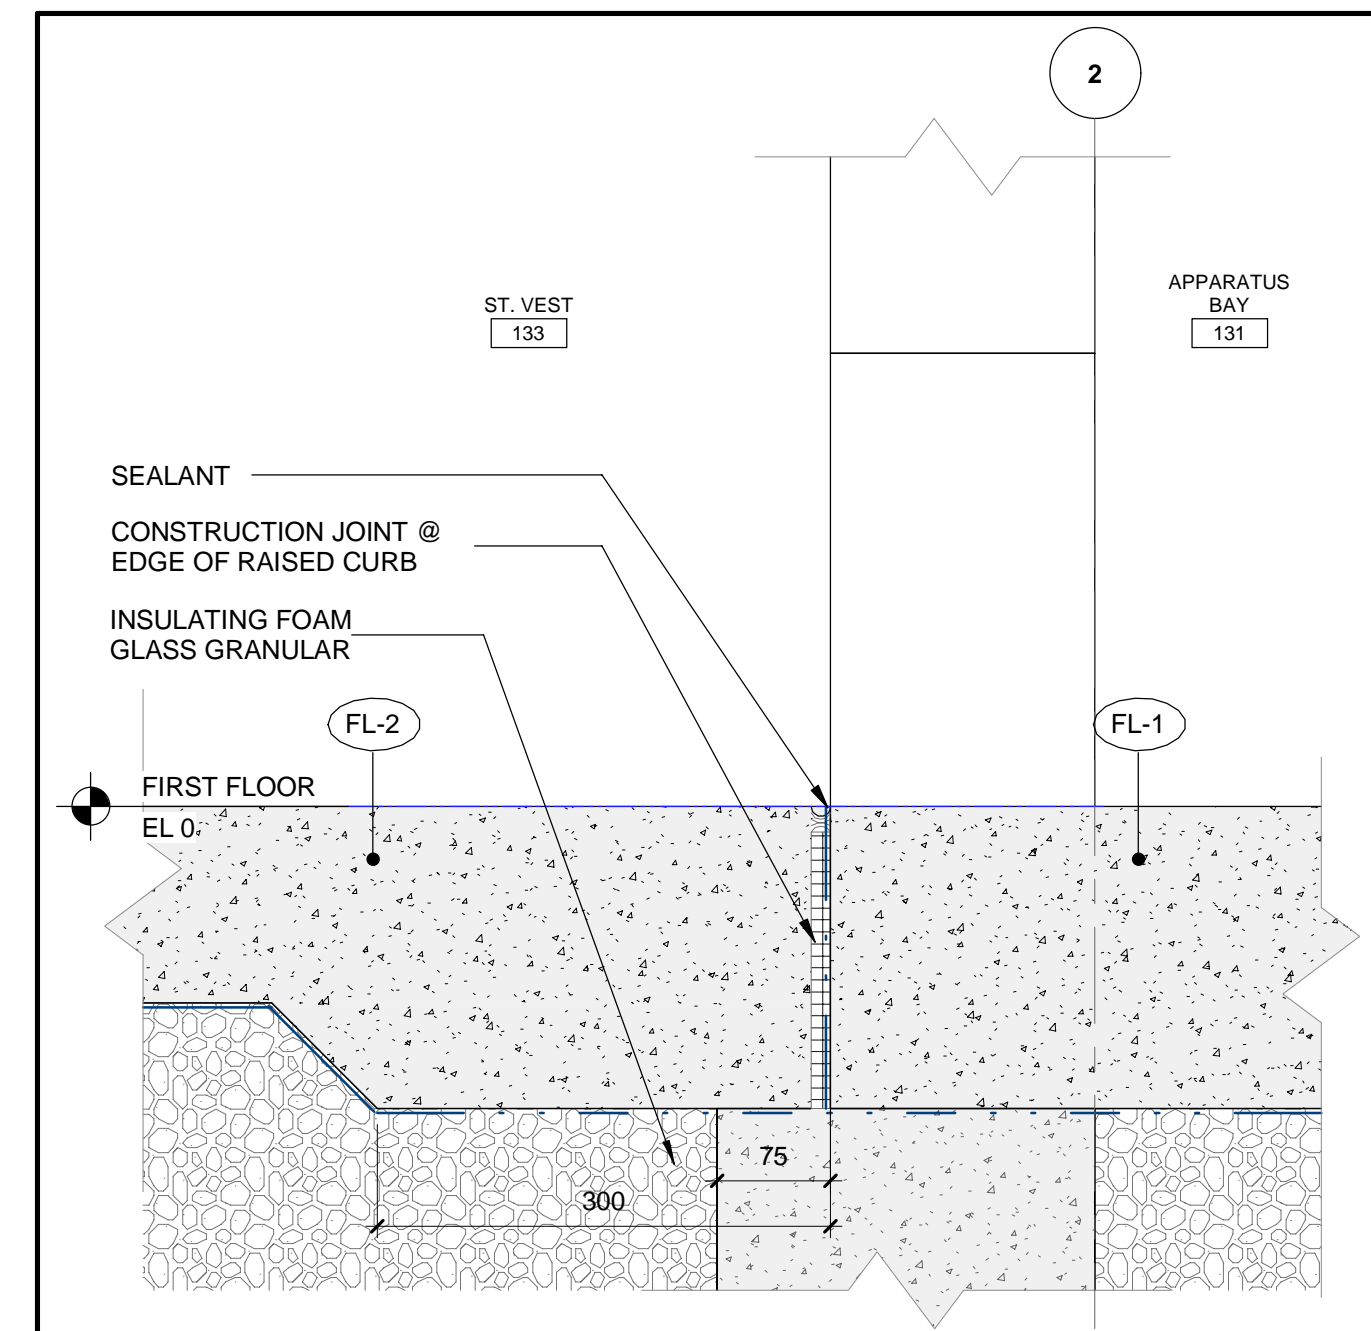 2
ST. VEST
133
APPARATUS
BAY
131
SEALANT
CONSTRUCTION JOINT @
EDGE OF RAISED CURB
INSULATING FOAM
GLASS GRANULAR
FL-2
FL-1
FIRST FLOOR
EL 0
75
300